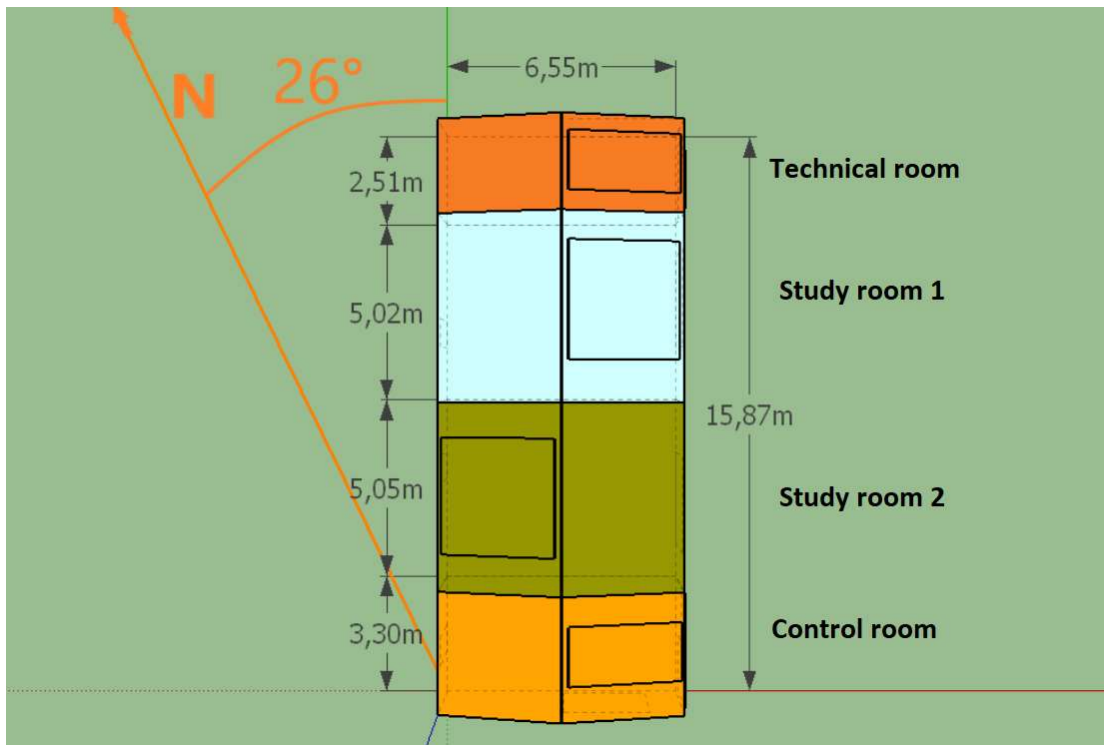 N 26°
6,55m
2,51m
Technical room
5,02m
Study room 1
15,87m
5,05m
Study room 2
3,30m
Control room